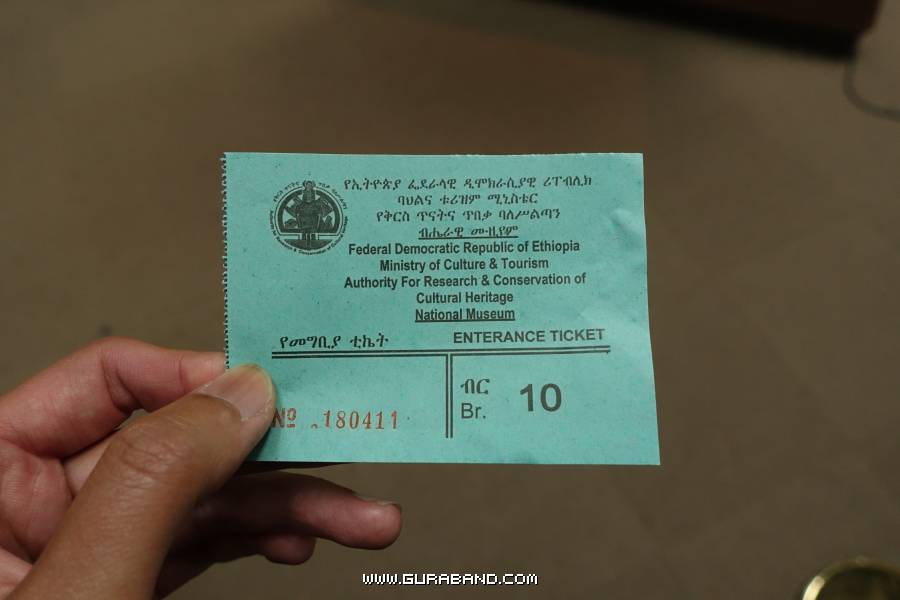 የኢትዮጵያ ፌደራላዊ ዲሞክራሲያዊ ሪፐብሊክ
ባህልና ቱሪዝም ሚኒስቴር
የቅርስ ጥናትና ጥበቃ ባለሥልጣን
ብሔራዊ ሙዚየም
Federal Democratic Republic of Ethiopia
Ministry of Culture & Tourism
Authority For Research & Conservation of
Cultural Heritage
National Museum
የመግቢያ ቲኬት ENTERANCE TICKET
ብር
Br. 10
№ 180411
WWW.GURABAND.COM